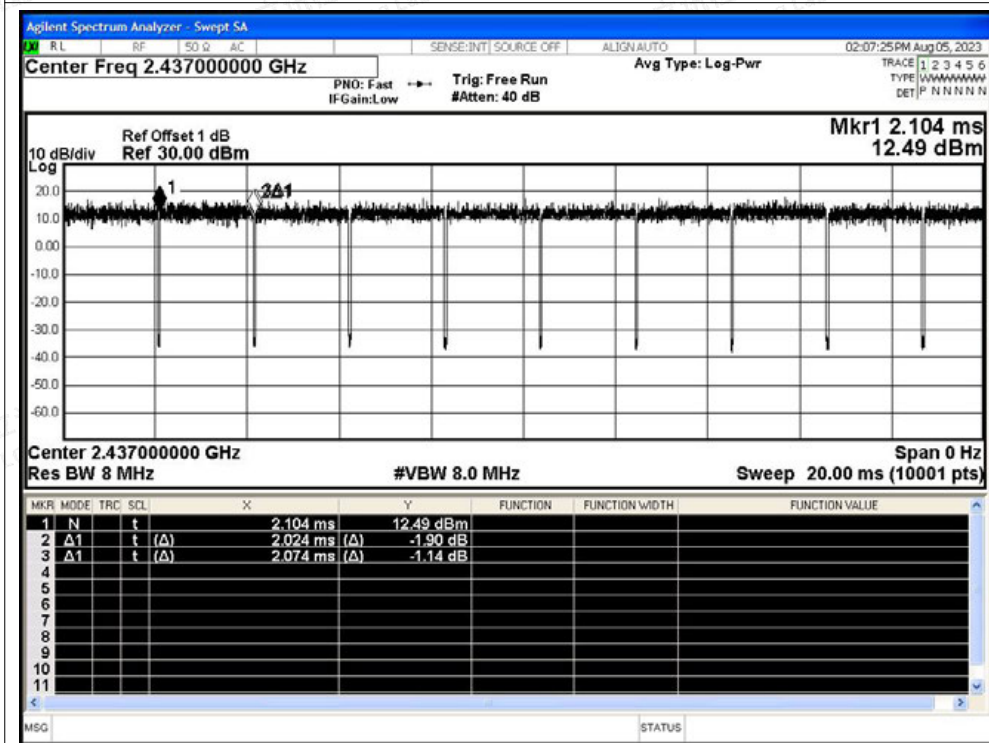 Agilent Spectrum Analyzer - Swept SA
LXI RL RF 50 Ω AC SENSE:INT SOURCE OFF ALIGN AUTO 02:07:25 PM Aug 05, 2023
Center Freq 2.437000000 GHz
PNO: Fast
IFGain:Low
Trig: Free Run
#Atten: 40 dB
Avg Type: Log-Pwr
TRACE 1 2 3 4 5 6
TYPE WWWWWW
DET P N N N N N
Ref Offset 1 dB
10 dB/div Ref 30.00 dBm
Log
Mkr1 2.104 ms
12.49 dBm
20.0
10.0
0.00
-10.0
-20.0
-30.0
-40.0
-50.0
-60.0
1
3Δ1
Center 2.437000000 GHz Span 0 Hz
Res BW 8 MHz #VBW 8.0 MHz Sweep 20.00 ms (10001 pts)
MKR MODE TRC SCL X Y FUNCTION FUNCTION WIDTH FUNCTION VALUE
1 N t 2.104 ms 12.49 dBm
2 Δ1 t (Δ) 2.024 ms (Δ) -1.90 dB
3 Δ1 t (Δ) 2.074 ms (Δ) -1.14 dB
4
5
6
7
8
9
10
11
MSG STATUS